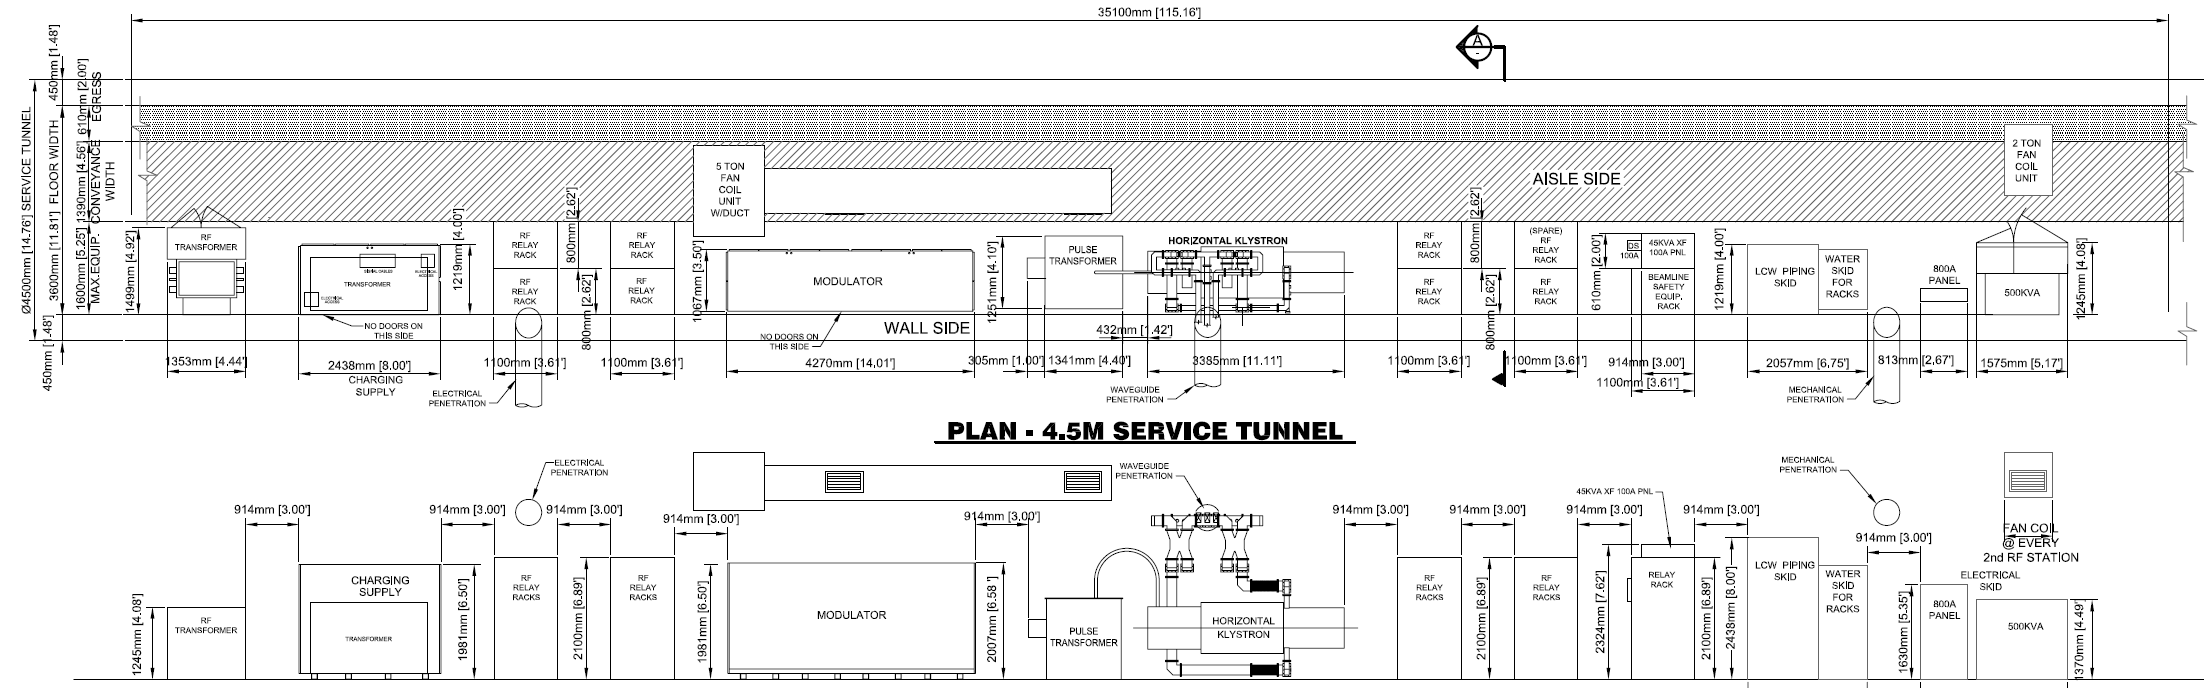 35100mm [115.16']
A
-
Ø4500mm [14.76'] SERVICE TUNNEL
450mm [1.48']
3600mm [11.81'] FLOOR WIDTH
450mm [1.48']
610mm [2.00']
EGRESS
1390mm [4.56']
CONVEYANCE
WIDTH
1600mm [5.25']
MAX.EQUIP.
1499mm [4.92']
RF
TRANSFORMER
1353mm [4.44']
TRANSFORMER
SIGNAL CABLES
ELECTRICAL
ACCESS
ELECTRICAL
ACCESS
1219mm [4.00']
NO DOORS ON
THIS SIDE
2438mm [8.00']
CHARGING
SUPPLY
RF
RELAY
RACK
RF
RELAY
RACK
1100mm [3.61']
ELECTRICAL
PENETRATION
800mm [2.62']
800mm [2.62']
RF
RELAY
RACK
RF
RELAY
RACK
1100mm [3.61']
5 TON
FAN
COIL
UNIT
W/DUCT
1067mm [3.50']
MODULATOR
NO DOORS ON
THIS SIDE
WALL SIDE
4270mm [14,01']
305mm [1.00']
1251mm [4.10']
PULSE
TRANSFORMER
1341mm [4.40']
432mm [1.42']
HORIZONTAL KLYSTRON
3385mm [11.11']
WAVEGUIDE
PENETRATION
AISLE SIDE
RF
RELAY
RACK
RF
RELAY
RACK
1100mm [3.61']
800mm [2.62']
800mm [2.62']
(SPARE)
RF
RELAY
RACK
RF
RELAY
RACK
1100mm [3.61']
610mm [2.00']
DS
100A
45KVA XF
100A PNL
BEAMLINE
SAFETY
EQUIP.
RACK
914mm [3.00']
1100mm [3.61']
1219mm [4.00']
LCW PIPING
SKID
WATER
SKID
FOR
RACKS
2057mm [6,75']
MECHANICAL
PENETRATION
800A
PANEL
813mm [2,67']
2 TON
FAN
COIL
UNIT
500KVA
1245mm [4.08']
1575mm [5,17']
PLAN - 4.5M SERVICE TUNNEL
1245mm [4.08']
RF
TRANSFORMER
914mm [3.00']
CHARGING
SUPPLY
TRANSFORMER
1981mm [6.50']
914mm [3.00']
ELECTRICAL
PENETRATION
RF
RELAY
RACKS
914mm [3.00']
2100mm [6.89']
RF
RELAY
RACKS
914mm [3.00']
1981mm [6.50']
MODULATOR
2007mm [6.58 ']
914mm [3,00']
PULSE
TRANSFORMER
WAVEGUIDE
PENETRATION
HORIZONTAL
KLYSTRON
914mm [3.00']
RF
RELAY
RACKS
914mm [3.00']
2100mm [6.89']
RF
RELAY
RACKS
914mm [3.00']
2324mm [7.62']
45KVA XF 100A PNL
RELAY
RACK
2100mm [6.89']
914mm [3.00']
2438mm [8.00']
LCW PIPING
SKID
WATER
SKID
FOR
RACKS
MECHANICAL
PENETRATION
914mm [3.00']
1630mm [5.35']
ELECTRICAL
SKID
800A
PANEL
500KVA
1370mm [4.49']
FAN COIL
@ EVERY
2nd RF STATION